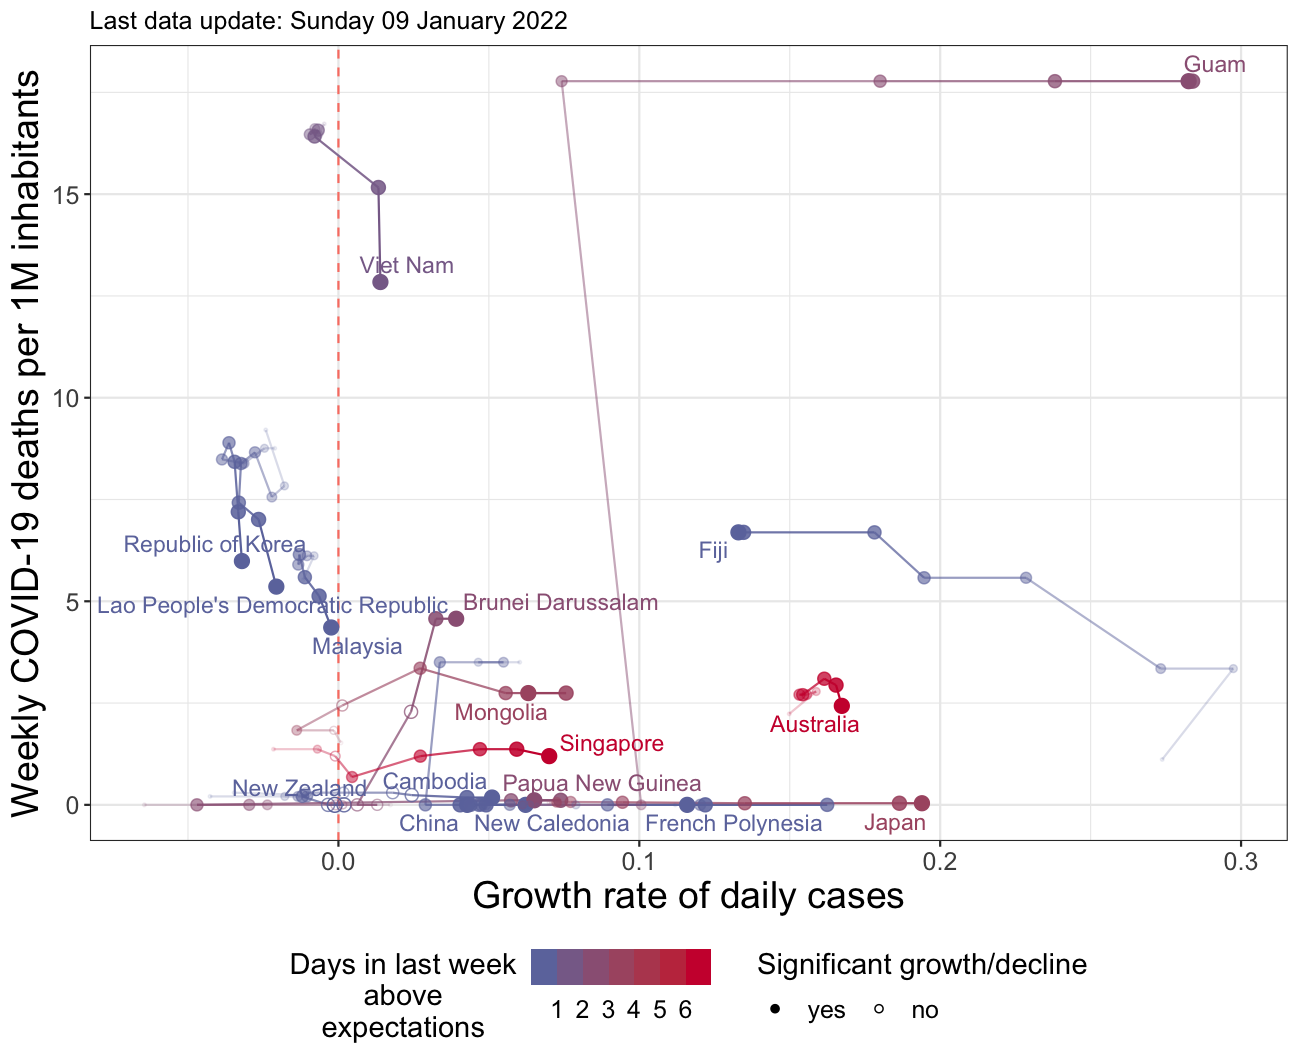 Last data update: Sunday 09 January 2022
Weekly COVID-19 deaths per 1M inhabitants
15
10
5
0
Guam
Viet Nam
Republic of Korea
Fiji
Lao People's Democratic Republic
Brunei Darussalam
Malaysia
Mongolia
Australia
Singapore
New Zealand
Cambodia
Papua New Guinea
China
New Caledonia
French Polynesia
Japan
0.0
0.1
0.2
0.3
Growth rate of daily cases
Days in last week
above
expectations
1 2 3 4 5 6
Significant growth/decline
yes
no